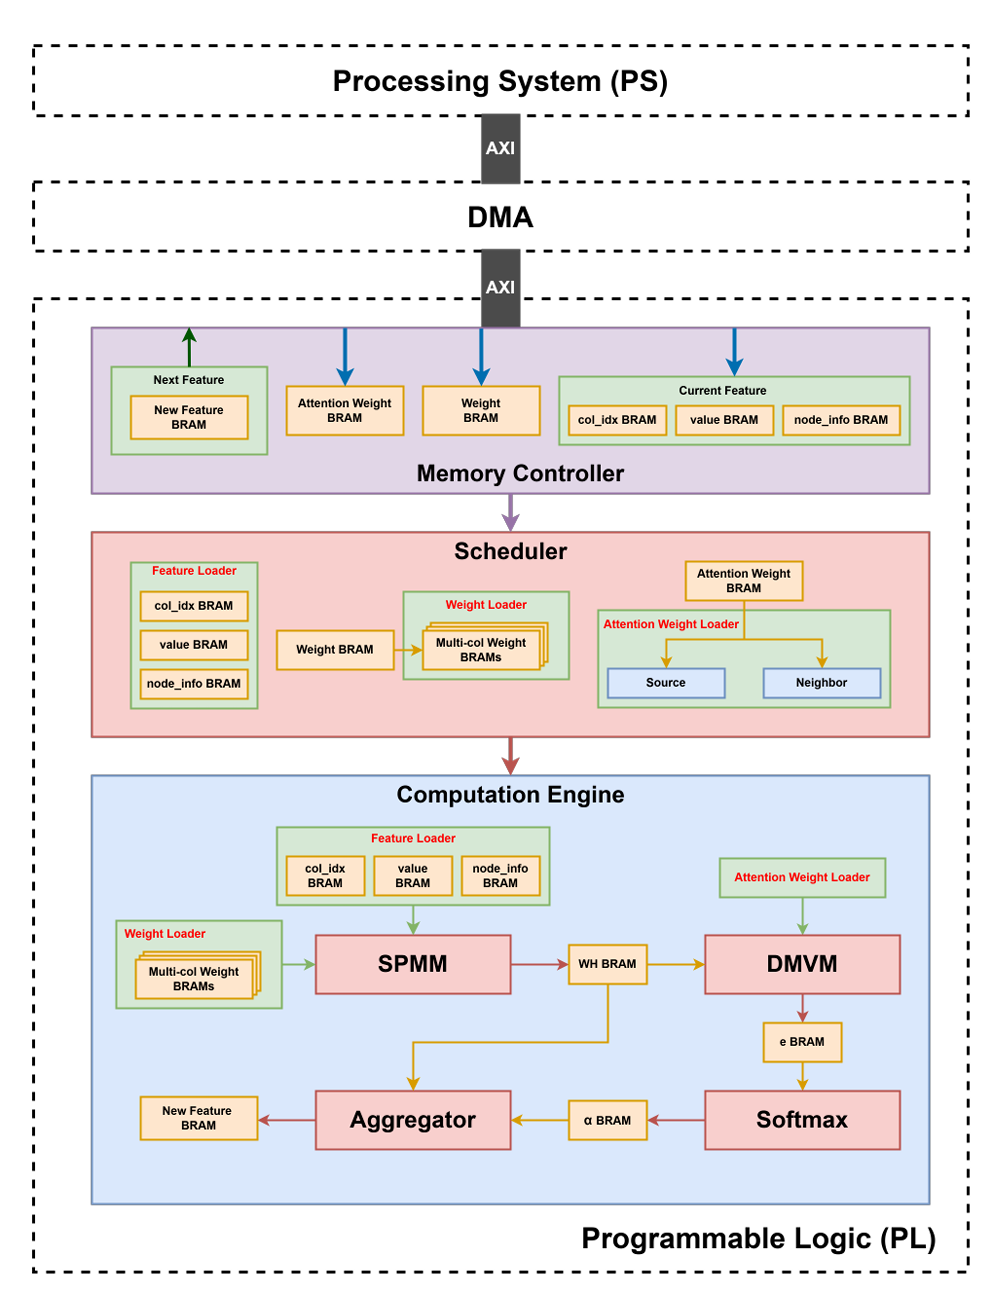 Processing System (PS)
AXI
DMA
AXI
Next Feature
New Feature
BRAM
Attention Weight
BRAM
Weight
BRAM
Current Feature
col_idx BRAM
value BRAM
node_info BRAM
Memory Controller
Scheduler
Feature Loader
col_idx BRAM
value BRAM
node_info BRAM
Weight BRAM
Weight Loader
Multi-col Weight
BRAMs
Attention Weight
BRAM
Attention Weight Loader
Source
Neighbor
Computation Engine
Feature Loader
col_idx
BRAM
value
BRAM
node_info
BRAM
Attention Weight Loader
Weight Loader
Multi-col Weight
BRAMs
SPMM
WH BRAM
DMVM
e BRAM
New Feature
BRAM
Aggregator
α BRAM
Softmax
Programmable Logic (PL)